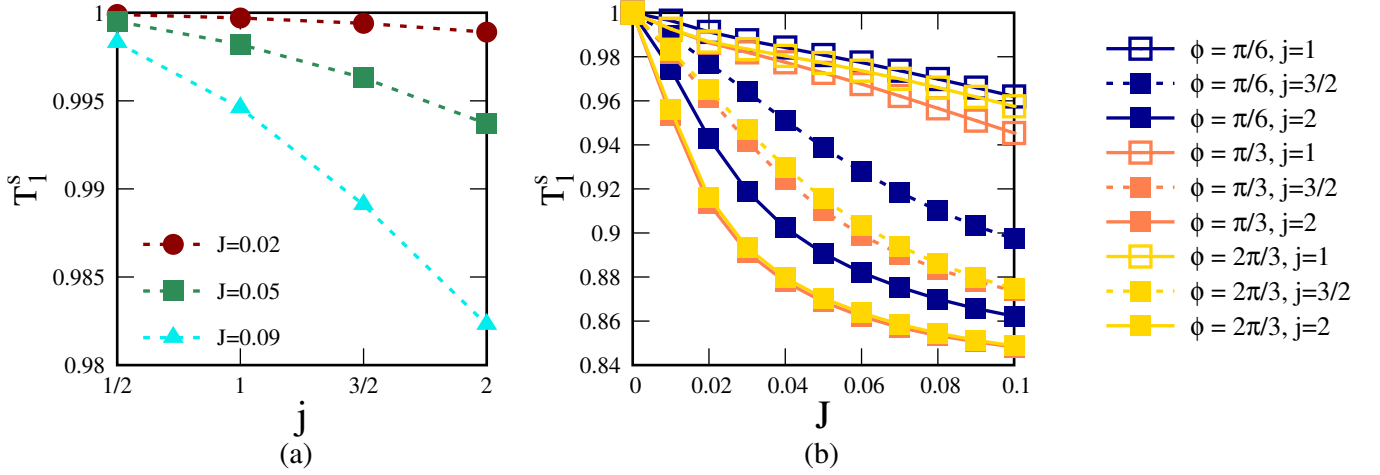 1
0.995
0.99
0.985
0.98
T₁ˢ
J=0.02
J=0.05
J=0.09
1/2 1 3/2 2
j
(a)
1
0.98
0.96
0.94
0.92
0.9
0.88
0.86
0.84
T₁ˢ
0 0.02 0.04 0.06 0.08 0.1
J
(b)
ϕ = π/6, j=1
ϕ = π/6, j=3/2
ϕ = π/6, j=2
ϕ = π/3, j=1
ϕ = π/3, j=3/2
ϕ = π/3, j=2
ϕ = 2π/3, j=1
ϕ = 2π/3, j=3/2
ϕ = 2π/3, j=2